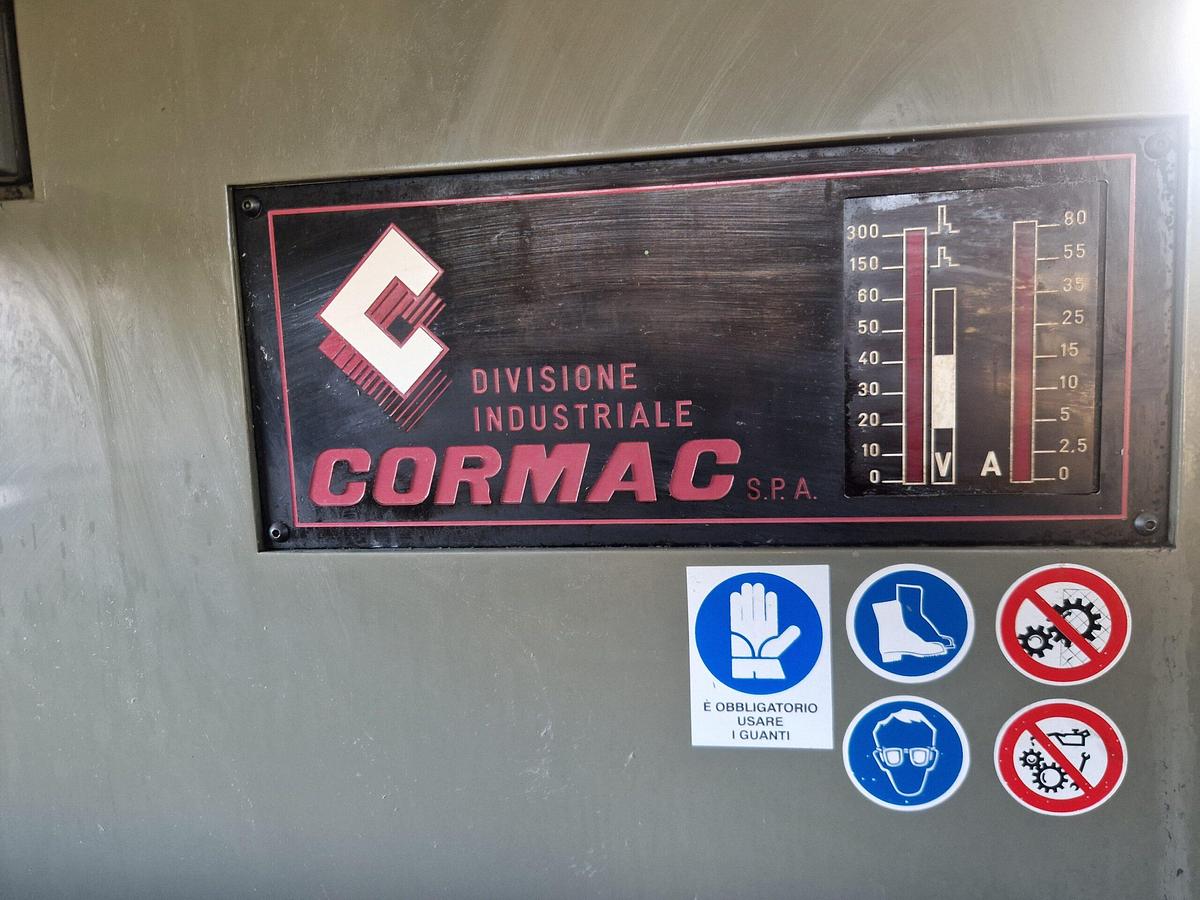 DIVISIONE
INDUSTRIALE
CORMAC S.P.A.
300
150
60
50
40
30
20
10
0
V
A
80
55
35
25
15
10
5
2,5
0
È OBBLIGATORIO
USARE
I GUANTI